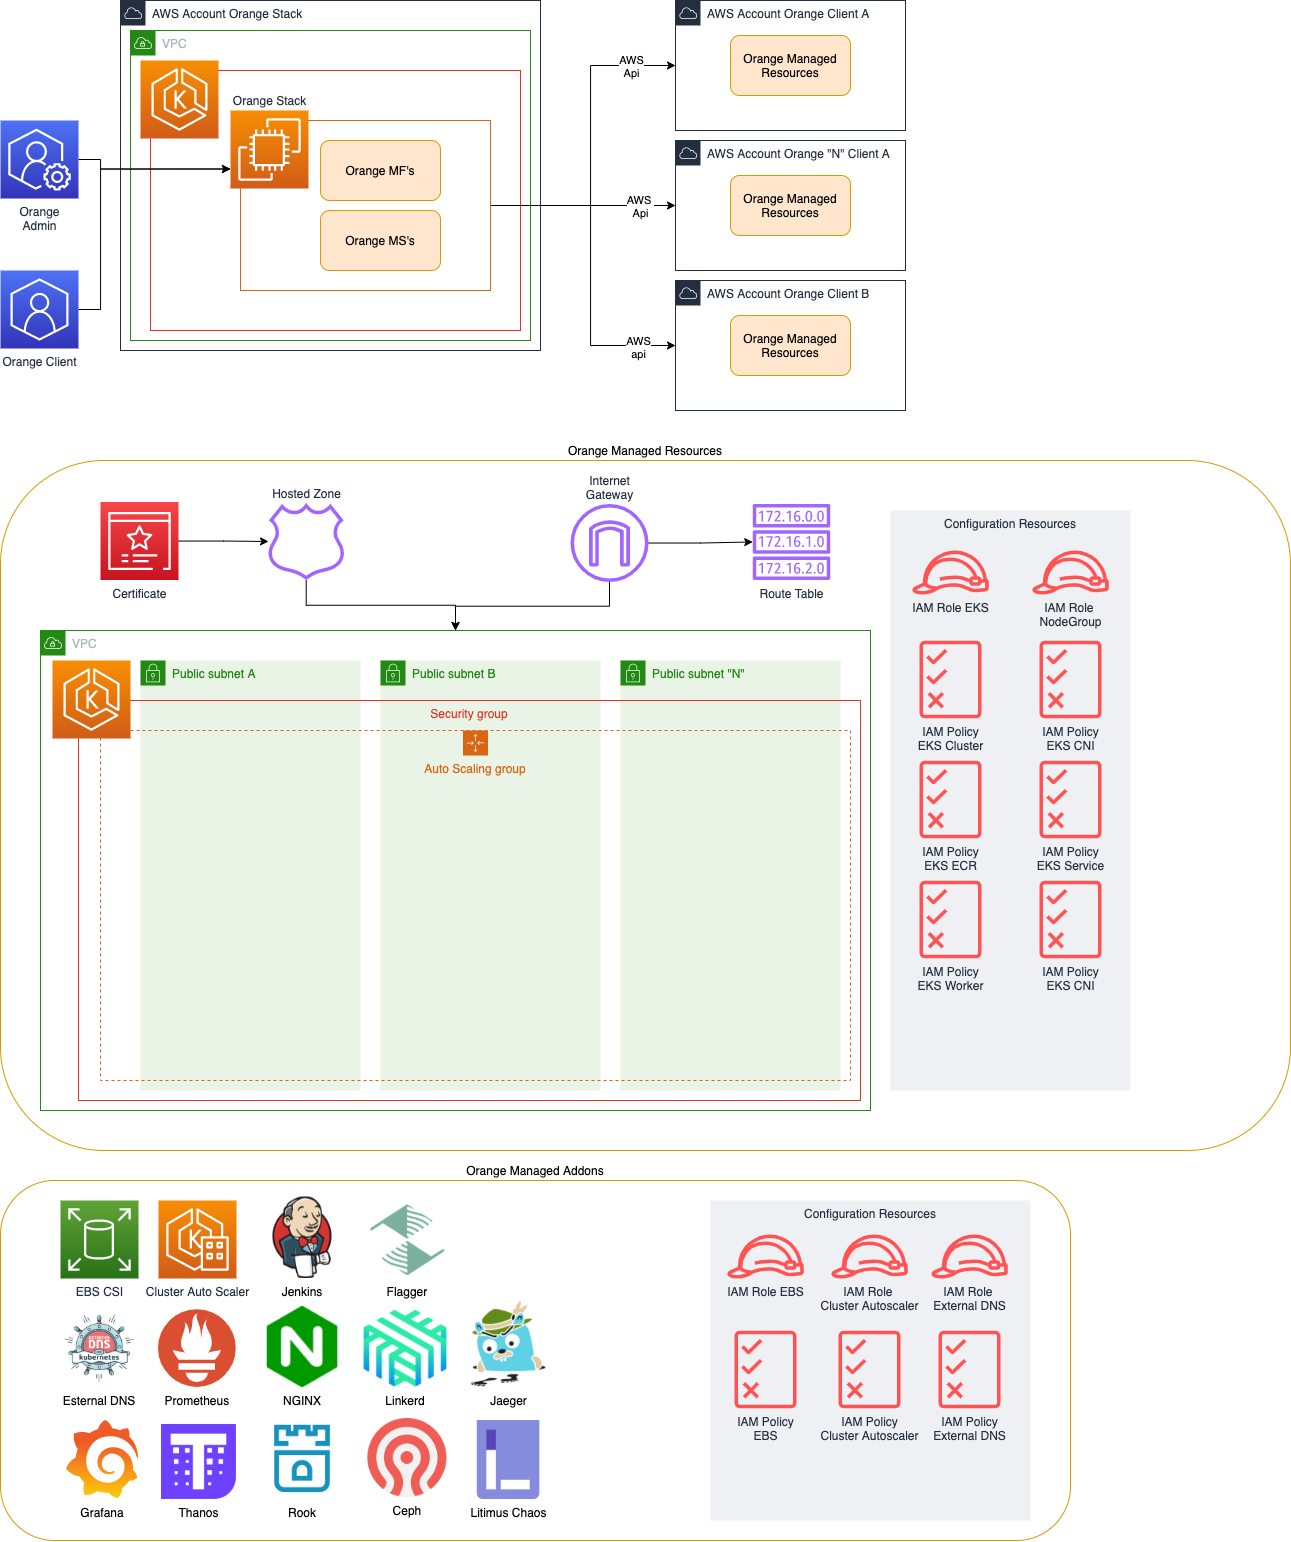 AWS Account Orange Stack
VPC
Orange Stack
Orange MF's
Orange MS's
Orange
Admin
Orange Client
AWS
Api
AWS
Api
AWS
api
AWS Account Orange Client A
Orange Managed
Resources
AWS Account Orange "N" Client A
Orange Managed
Resources
AWS Account Orange Client B
Orange Managed
Resources
Orange Managed Resources
Certificate
Hosted Zone
Internet
Gateway
172.16.0.0
172.16.1.0
172.16.2.0
Route Table
VPC
Public subnet A
Public subnet B
Public subnet "N"
Security group
Auto Scaling group
Configuration Resources
IAM Role EKS
IAM Role
NodeGroup
IAM Policy
EKS Cluster
IAM Policy
EKS CNI
IAM Policy
EKS ECR
IAM Policy
EKS Service
IAM Policy
EKS Worker
IAM Policy
EKS CNI
Orange Managed Addons
EBS CSI
Cluster Auto Scaler
Jenkins
Flagger
EXTERNAL
DNS
kubernetes
Esternal DNS
Prometheus
NGINX
Linkerd
Jaeger
Grafana
Thanos
Rook
Ceph
Litimus Chaos
Configuration Resources
IAM Role EBS
IAM Role
Cluster Autoscaler
IAM Role
External DNS
IAM Policy
EBS
IAM Policy
Cluster Autoscaler
IAM Policy
External DNS